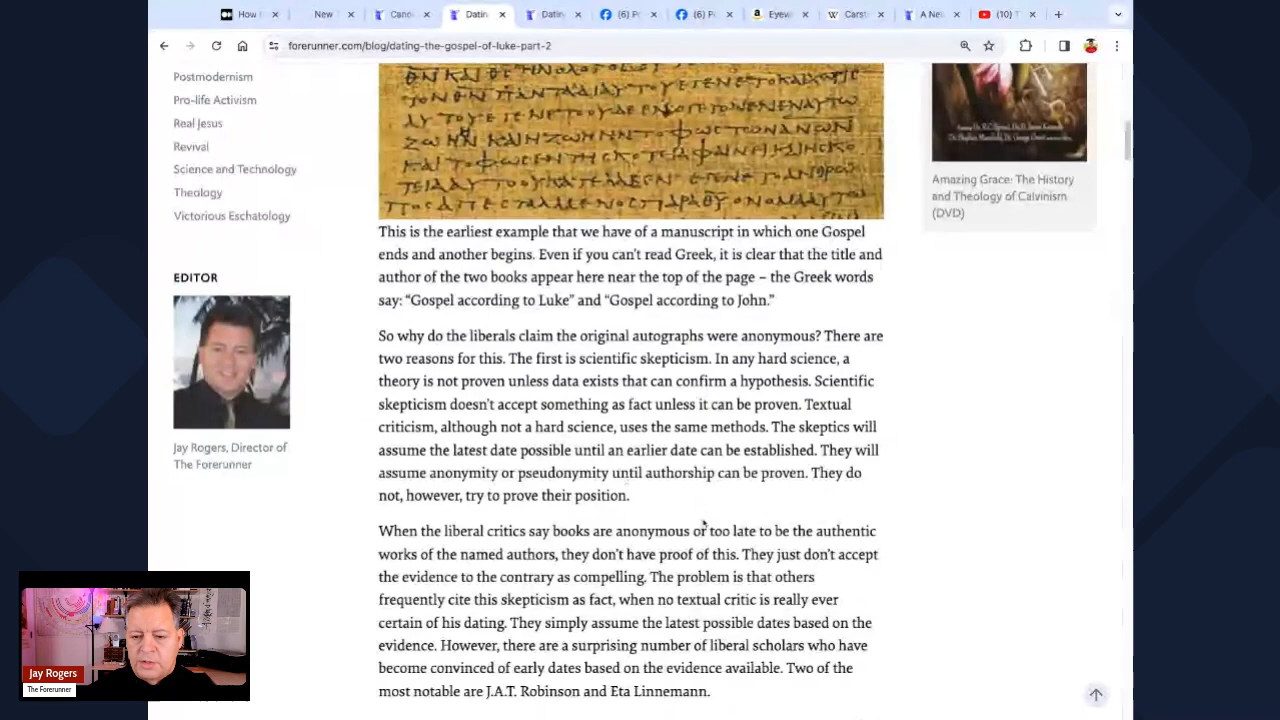 How
New
Cand
Datin
Datin
(6) P
(6) P
Eyew
Carst
A Ne
(10) T
forerunner.com/blog/dating-the-gospel-of-luke-part-2
Postmodernism
Pro-life Activism
Real Jesus
Revival
Science and Technology
Theology
Victorious Eschatology
EDITOR
Jay Rogers, Director of
The Forerunner
This is the earliest example that we have of a manuscript in which one Gospel
ends and another begins. Even if you can't read Greek, it is clear that the title and
author of the two books appear here near the top of the page – the Greek words
say: “Gospel according to Luke” and “Gospel according to John.”
So why do the liberals claim the original autographs were anonymous? There are
two reasons for this. The first is scientific skepticism. In any hard science, a
theory is not proven unless data exists that can confirm a hypothesis. Scientific
skepticism doesn't accept something as fact unless it can be proven. Textual
criticism, although not a hard science, uses the same methods. The skeptics will
assume the latest date possible until an earlier date can be established. They will
assume anonymity or pseudonymity until authorship can be proven. They do
not, however, try to prove their position.
When the liberal critics say books are anonymous or too late to be the authentic
works of the named authors, they don't have proof of this. They just don't accept
the evidence to the contrary as compelling. The problem is that others
frequently cite this skepticism as fact, when no textual critic is really ever
certain of his dating. They simply assume the latest possible dates based on the
evidence. However, there are a surprising number of liberal scholars who have
become convinced of early dates based on the evidence available. Two of the
most notable are J.A.T. Robinson and Eta Linnemann.
Amazing Grace: The History
and Theology of Calvinism
(DVD)
Jay Rogers
The Forerunner